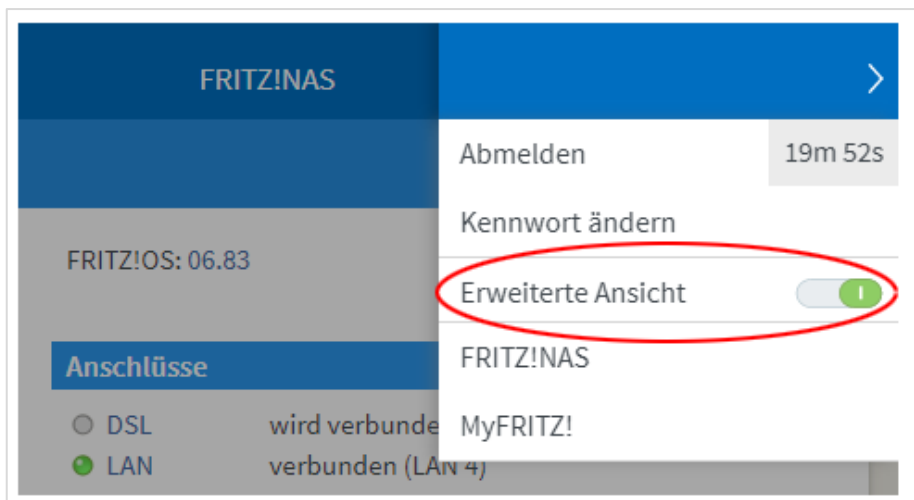 FRITZ!NAS
Abmelden 19m 52s
Kennwort ändern
FRITZ!OS: 06.83
Erweiterte Ansicht
FRITZ!NAS
Anschlüsse
MyFRITZ!
DSL wird verbunde
LAN verbunden (LAN 4)